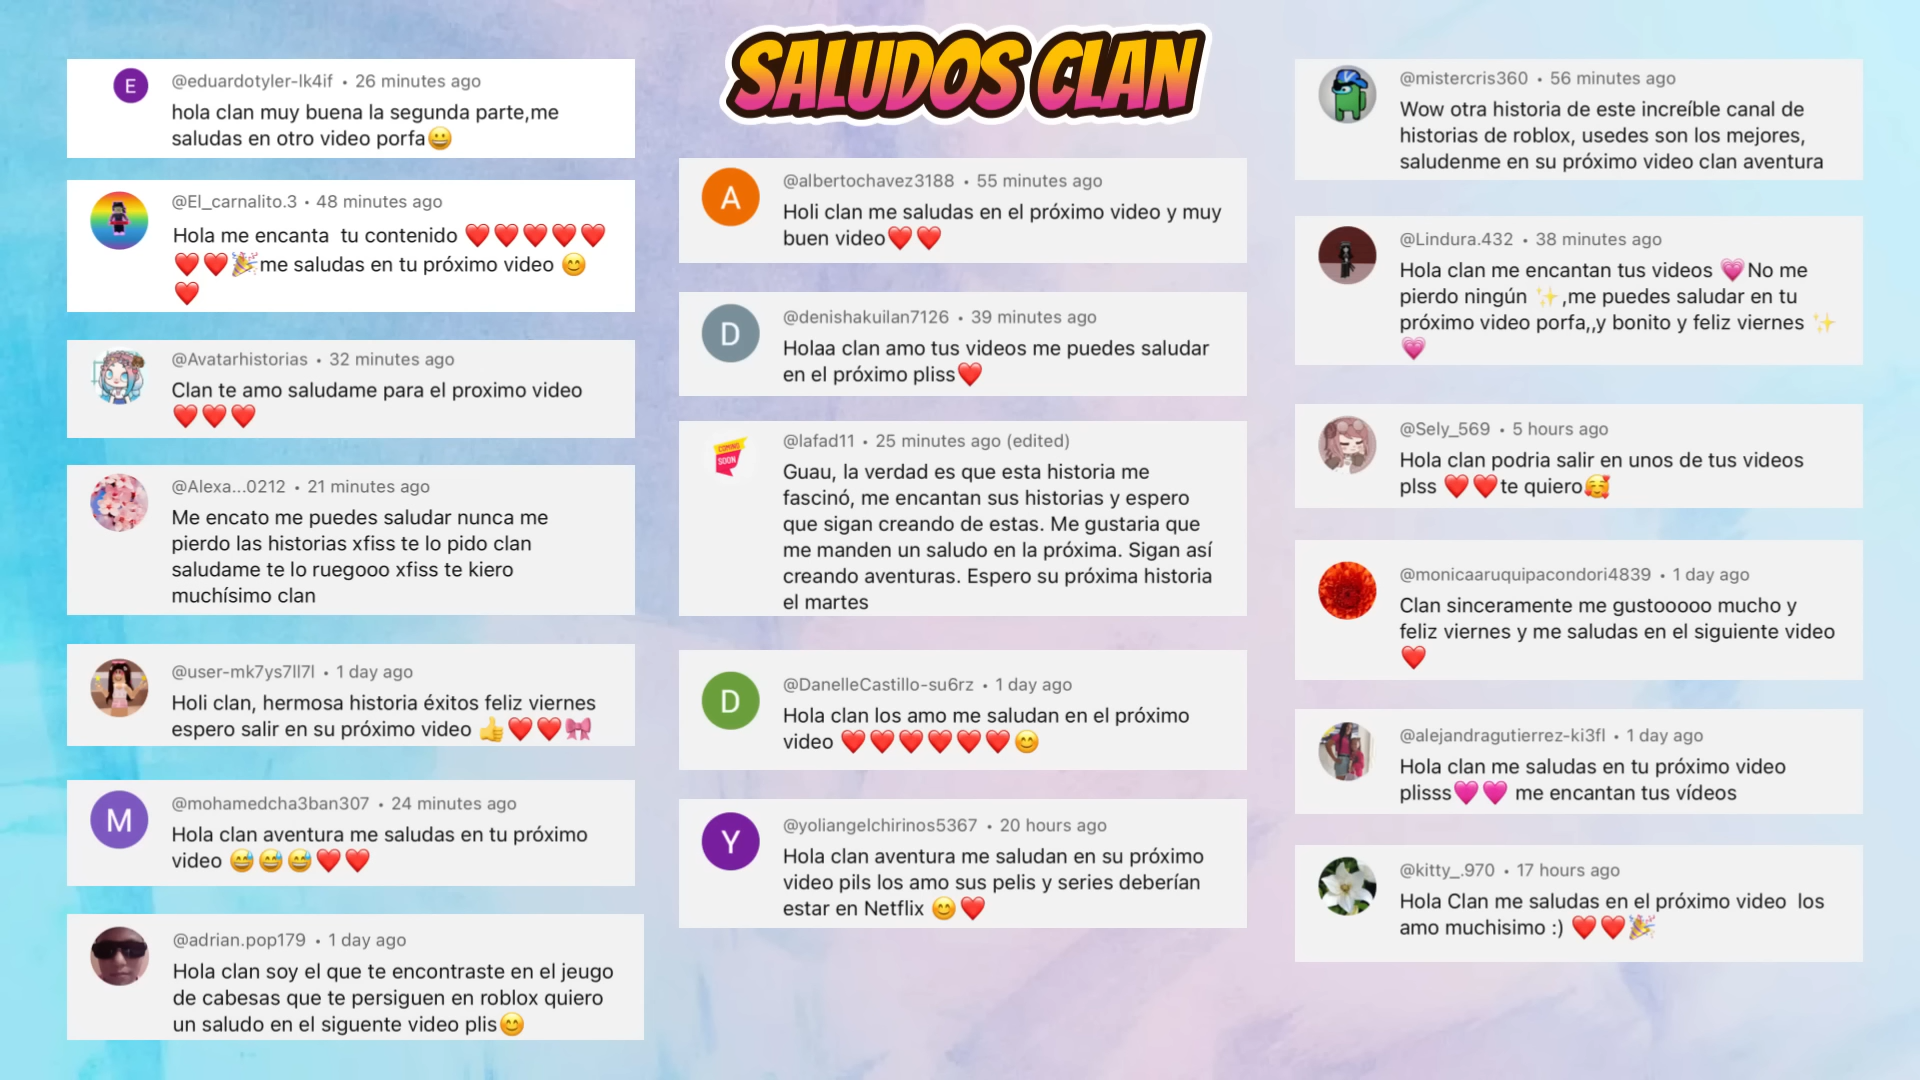 SALUDOS CLAN
E
@eduardotyler-lk4if • 26 minutes ago
hola clan muy buena la segunda parte,me
saludas en otro video porfa😀
@El_carnalito.3 • 48 minutes ago
Hola me encanta  tu contenido ❤️❤️❤️❤️❤️
❤️❤️🎉me saludas en tu próximo video 😊
❤️
@Avatarhistorias • 32 minutes ago
Clan te amo saludame para el proximo video
❤️❤️❤️
@Alexa...0212 • 21 minutes ago
Me encato me puedes saludar nunca me
pierdo las historias xfiss te lo pido clan
saludame te lo ruegooo xfiss te kiero
muchísimo clan
@user-mk7ys7ll7l • 1 day ago
Holi clan, hermosa historia éxitos feliz viernes
espero salir en su próximo video 👍❤️❤️🎀
M
@mohamedcha3ban307 • 24 minutes ago
Hola clan aventura me saludas en tu próximo
video 😅😅😅❤️❤️
@adrian.pop179 • 1 day ago
Hola clan soy el que te encontraste en el jeugo
de cabesas que te persiguen en roblox quiero
un saludo en el siguente video plis😊
A
@albertochavez3188 • 55 minutes ago
Holi clan me saludas en el próximo video y muy
buen video❤️❤️
D
@denishakuilan7126 • 39 minutes ago
Holaa clan amo tus videos me puedes saludar
en el próximo pliss❤️
COMING
SOON
@lafad11 • 25 minutes ago (edited)
Guau, la verdad es que esta historia me
fascinó, me encantan sus historias y espero
que sigan creando de estas. Me gustaria que
me manden un saludo en la próxima. Sigan así
creando aventuras. Espero su próxima historia
el martes
D
@DanelleCastillo-su6rz • 1 day ago
Hola clan los amo me saludan en el próximo
video ❤️❤️❤️❤️❤️❤️😊
Y
@yoliangelchirinos5367 • 20 hours ago
Hola clan aventura me saludan en su próximo
video pils los amo sus pelis y series deberían
estar en Netflix 😊❤️
@mistercris360 • 56 minutes ago
Wow otra historia de este increíble canal de
historias de roblox, usedes son los mejores,
saludenme en su próximo video clan aventura
@Lindura.432 • 38 minutes ago
Hola clan me encantan tus videos 💗No me
pierdo ningún ✨,me puedes saludar en tu
próximo video porfa,,y bonito y feliz viernes ✨
💗
@Sely_569 • 5 hours ago
Hola clan podria salir en unos de tus videos
plss ❤️❤️te quiero🥰
@monicaaruquipacondori4839 • 1 day ago
Clan sinceramente me gustooooo mucho y
feliz viernes y me saludas en el siguiente video
❤️
@alejandragutierrez-ki3fl • 1 day ago
Hola clan me saludas en tu próximo video
plisss💗💗 me encantan tus vídeos
@kitty_.970 • 17 hours ago
Hola Clan me saludas en el próximo video  los
amo muchisimo :) ❤️❤️🎉